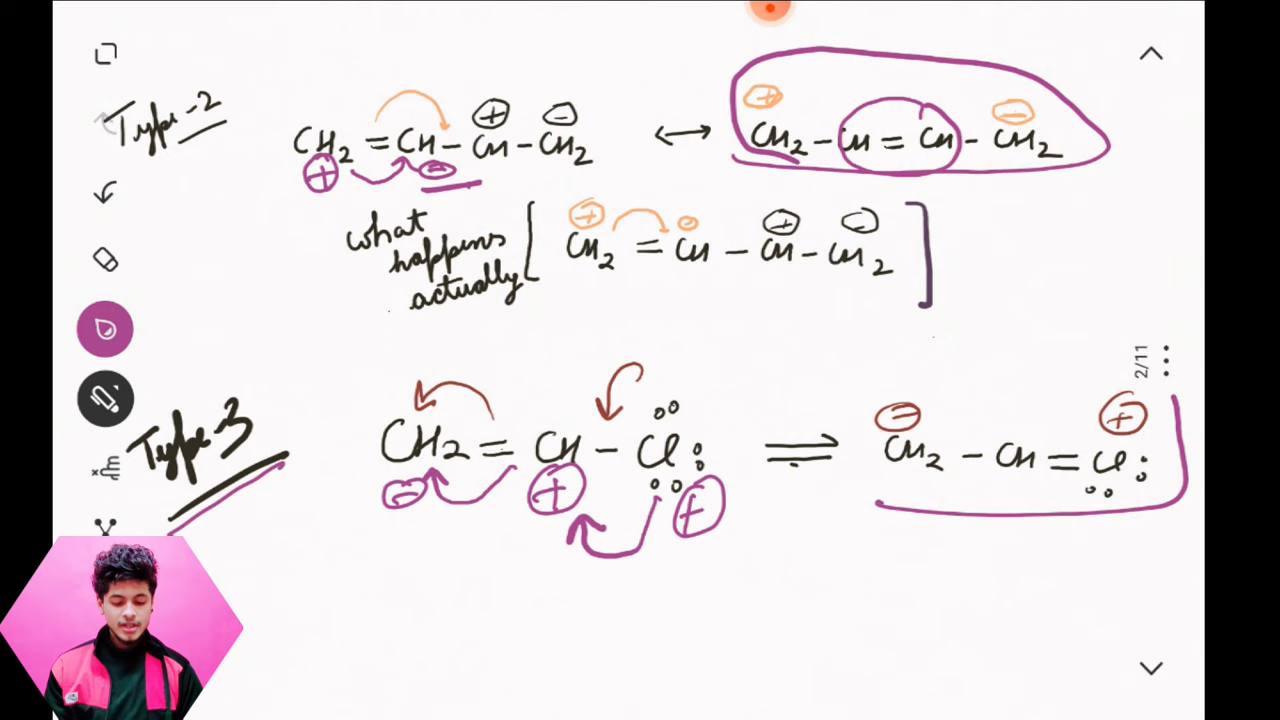 Type-2
⊕ ⊖
CH2 = CH - CH - CH2 ↔ CH2 - CH = CH - CH2
⊕ ⊖
⊕ ⊖
what happens actually [ CH2 = CH - CH - CH2 ]
⊕ ⊖ ⊕ ⊖
2/11
Type-3
CH2 = CH - Cl ⇌ CH2 - CH = Cl
⊖ ⊕ ⊕
⊖ ⊕